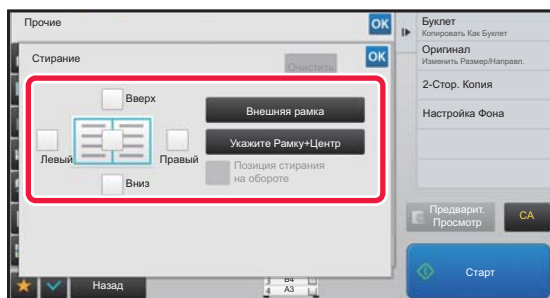 Прочие
OK
Стирание
Очистить
OK
Вверх
Левый
Правый
Вниз
Внешняя рамка
Укажите Рамку+Центр
Позиция стирания
на обороте
Назад
3 B4
4 A3
Буклет
Копировать Как Буклет
Оригинал
Изменить Размер/Направл.
2-Стор. Копия
Настройка Фона
Предварит.
Просмотр
CA
Старт